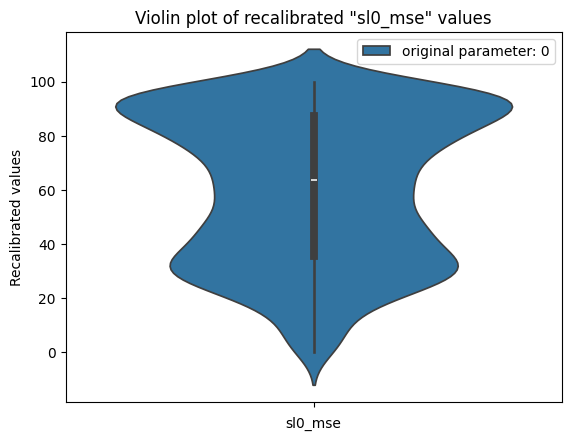 Violin plot of recalibrated "sl0_mse" values
original parameter: 0
100
80
60
40
20
0
Recalibrated values
sl0_mse